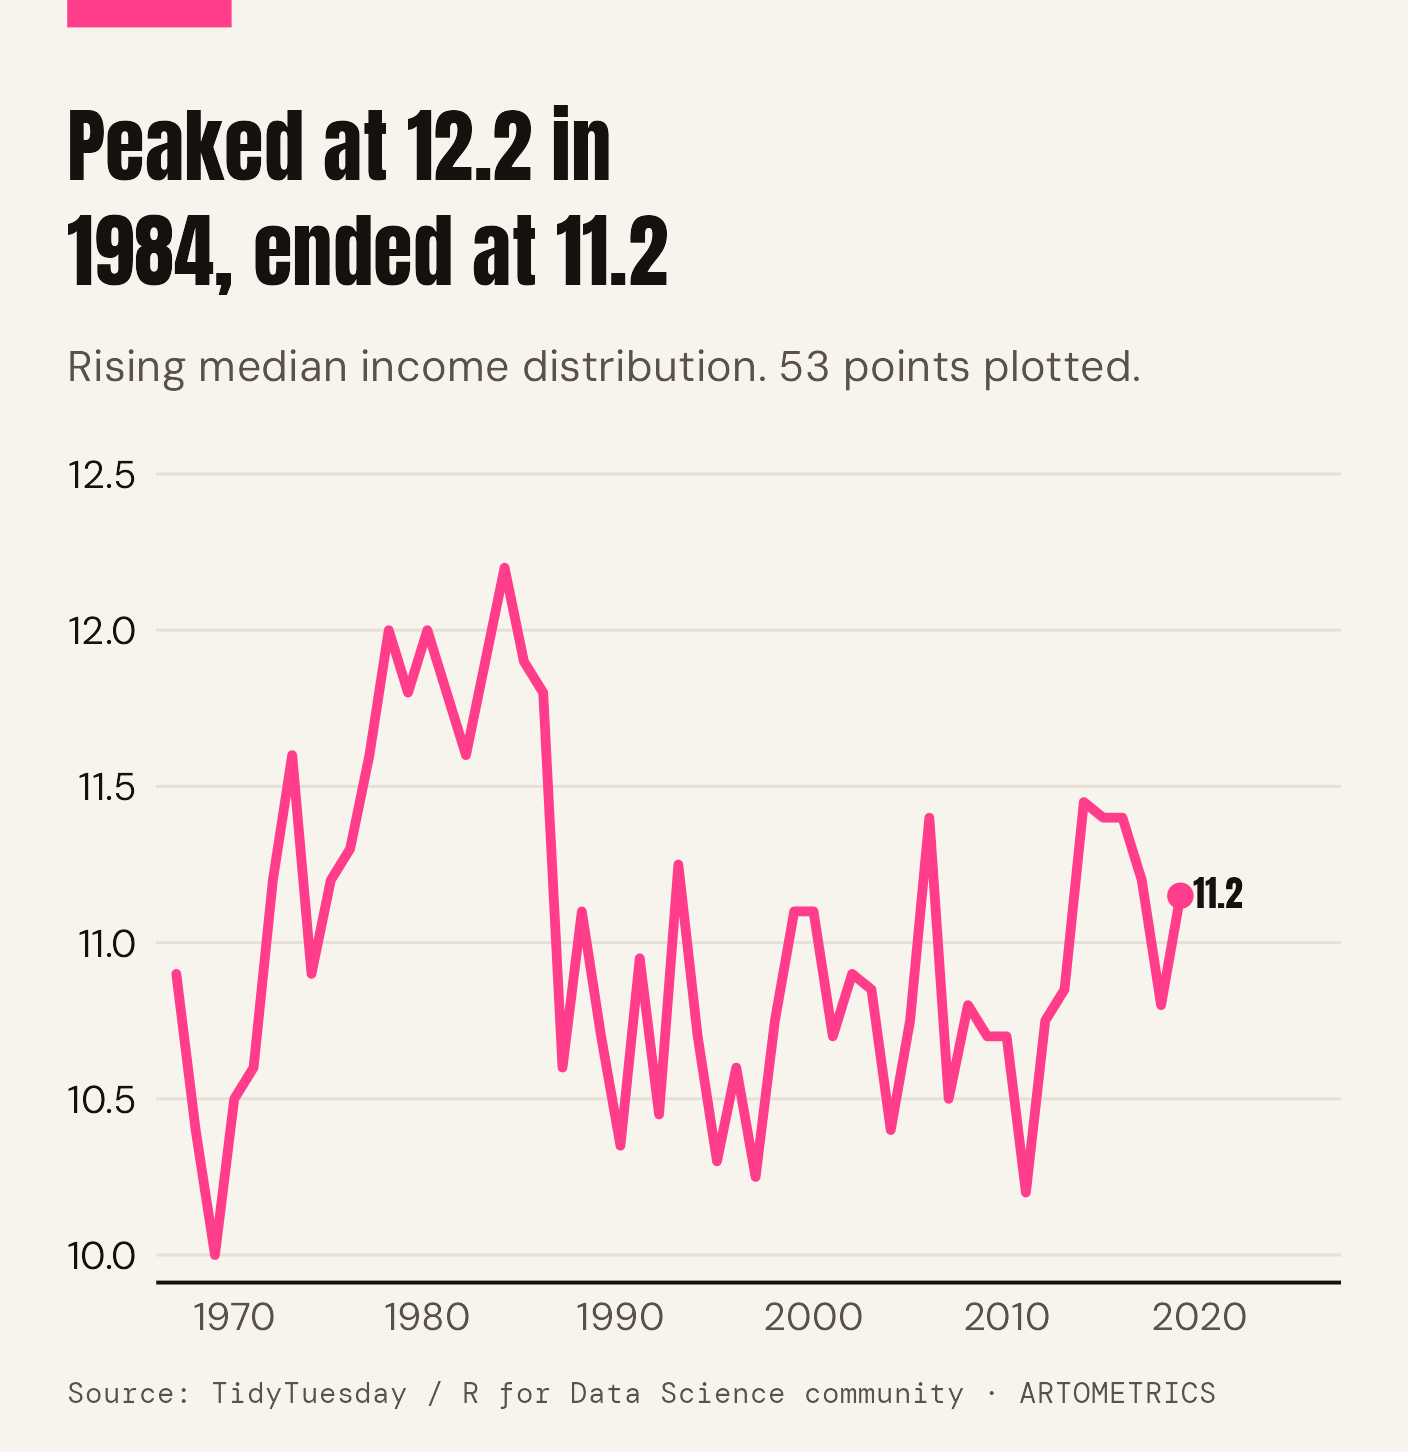 Peaked at 12.2 in
1984, ended at 11.2
Rising median income distribution. 53 points plotted.
12.5
12.0
11.5
11.0
10.5
10.0
11.2
1970 1980 1990 2000 2010 2020
Source: TidyTuesday / R for Data Science community · ARTOMETRICS